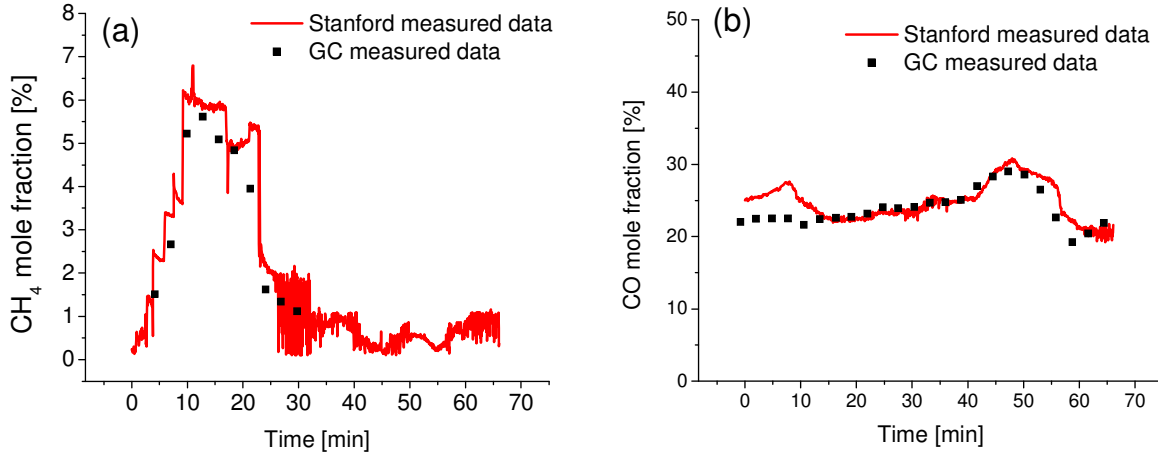 (a)
Stanford measured data
GC measured data
CH4 mole fraction [%]
8
7
6
5
4
3
2
1
0
0 10 20 30 40 50 60 70
Time [min]
(b)
Stanford measured data
GC measured data
CO mole fraction [%]
50
40
30
20
10
0
0 10 20 30 40 50 60 70
Time [min]